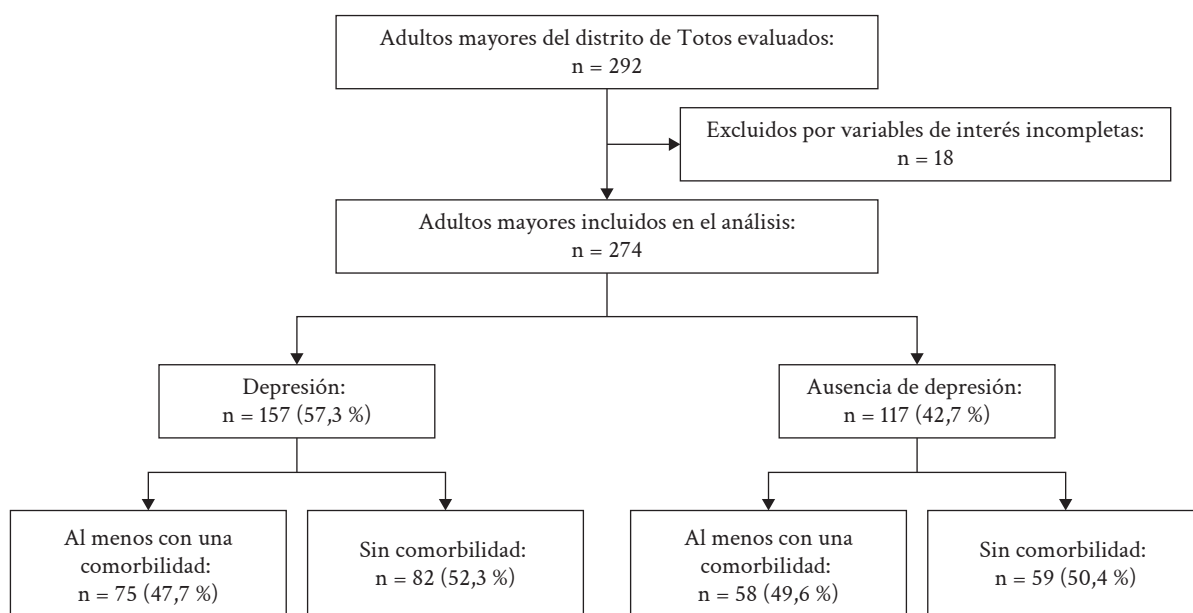 Adultos mayores del distrito de Totos evaluados:
n = 292
Excluidos por variables de interés incompletas:
n = 18
Adultos mayores incluidos en el análisis:
n = 274
Depresión:
n = 157 (57,3 %)
Ausencia de depresión:
n = 117 (42,7 %)
Al menos con una
comorbilidad:
n = 75 (47,7 %)
Sin comorbilidad:
n = 82 (52,3 %)
Al menos con una
comorbilidad:
n = 58 (49,6 %)
Sin comorbilidad:
n = 59 (50,4 %)